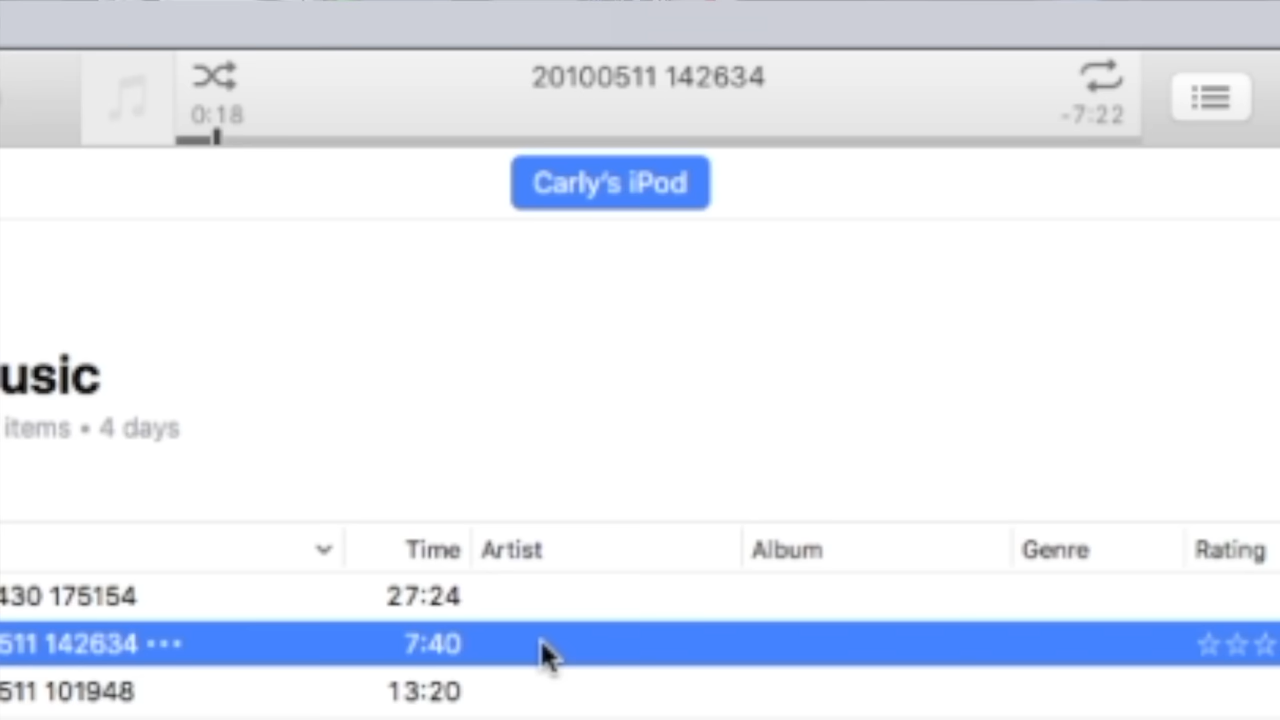 20100511 142634
0:18
-7:22
Carly's iPod
usic
items • 4 days
Time Artist Album Genre Rating
430 175154 27:24
511 142634 ••• 7:40 ☆☆☆
511 101948 13:20